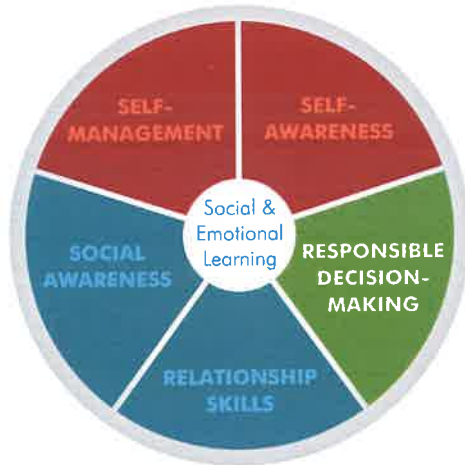 SELF-
MANAGEMENT
SELF-
AWARENESS
Social &
Emotional
Learning
SOCIAL
AWARENESS
RESPONSIBLE
DECISION-
MAKING
RELATIONSHIP
SKILLS